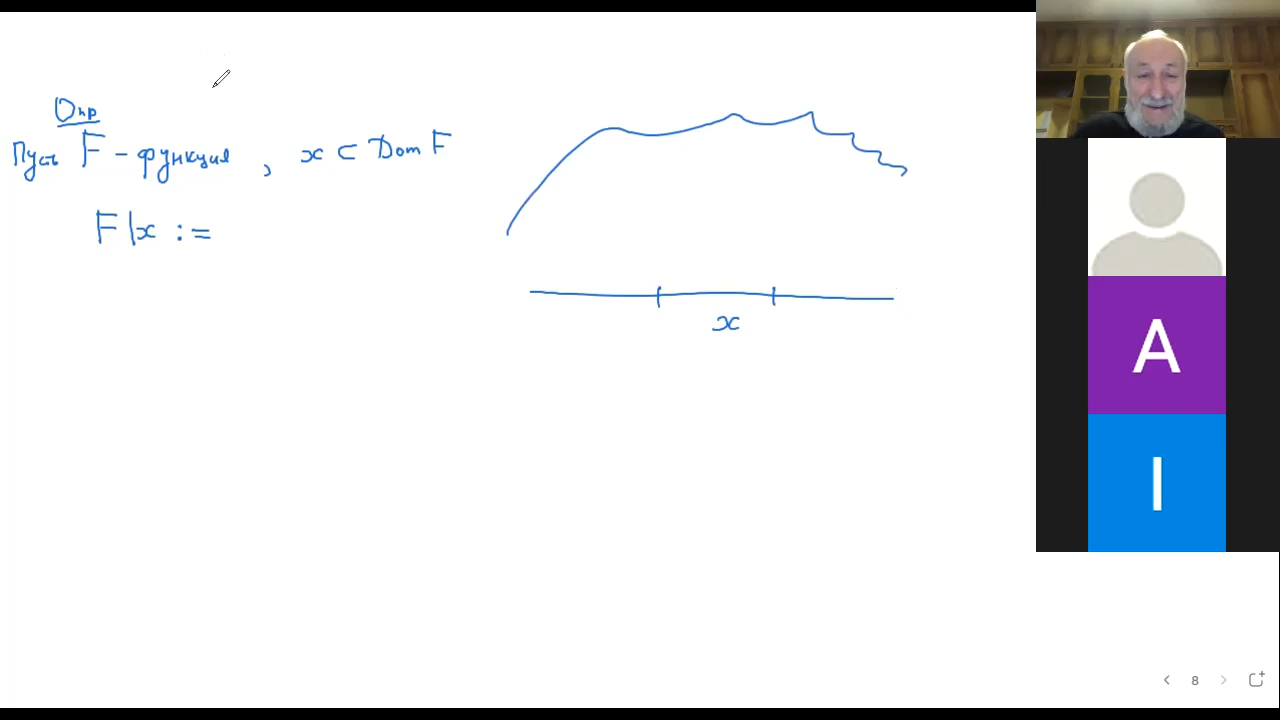 Опр
Пусть F – функция, x ⊂ Dom F
F|x :=
x
A
I
8